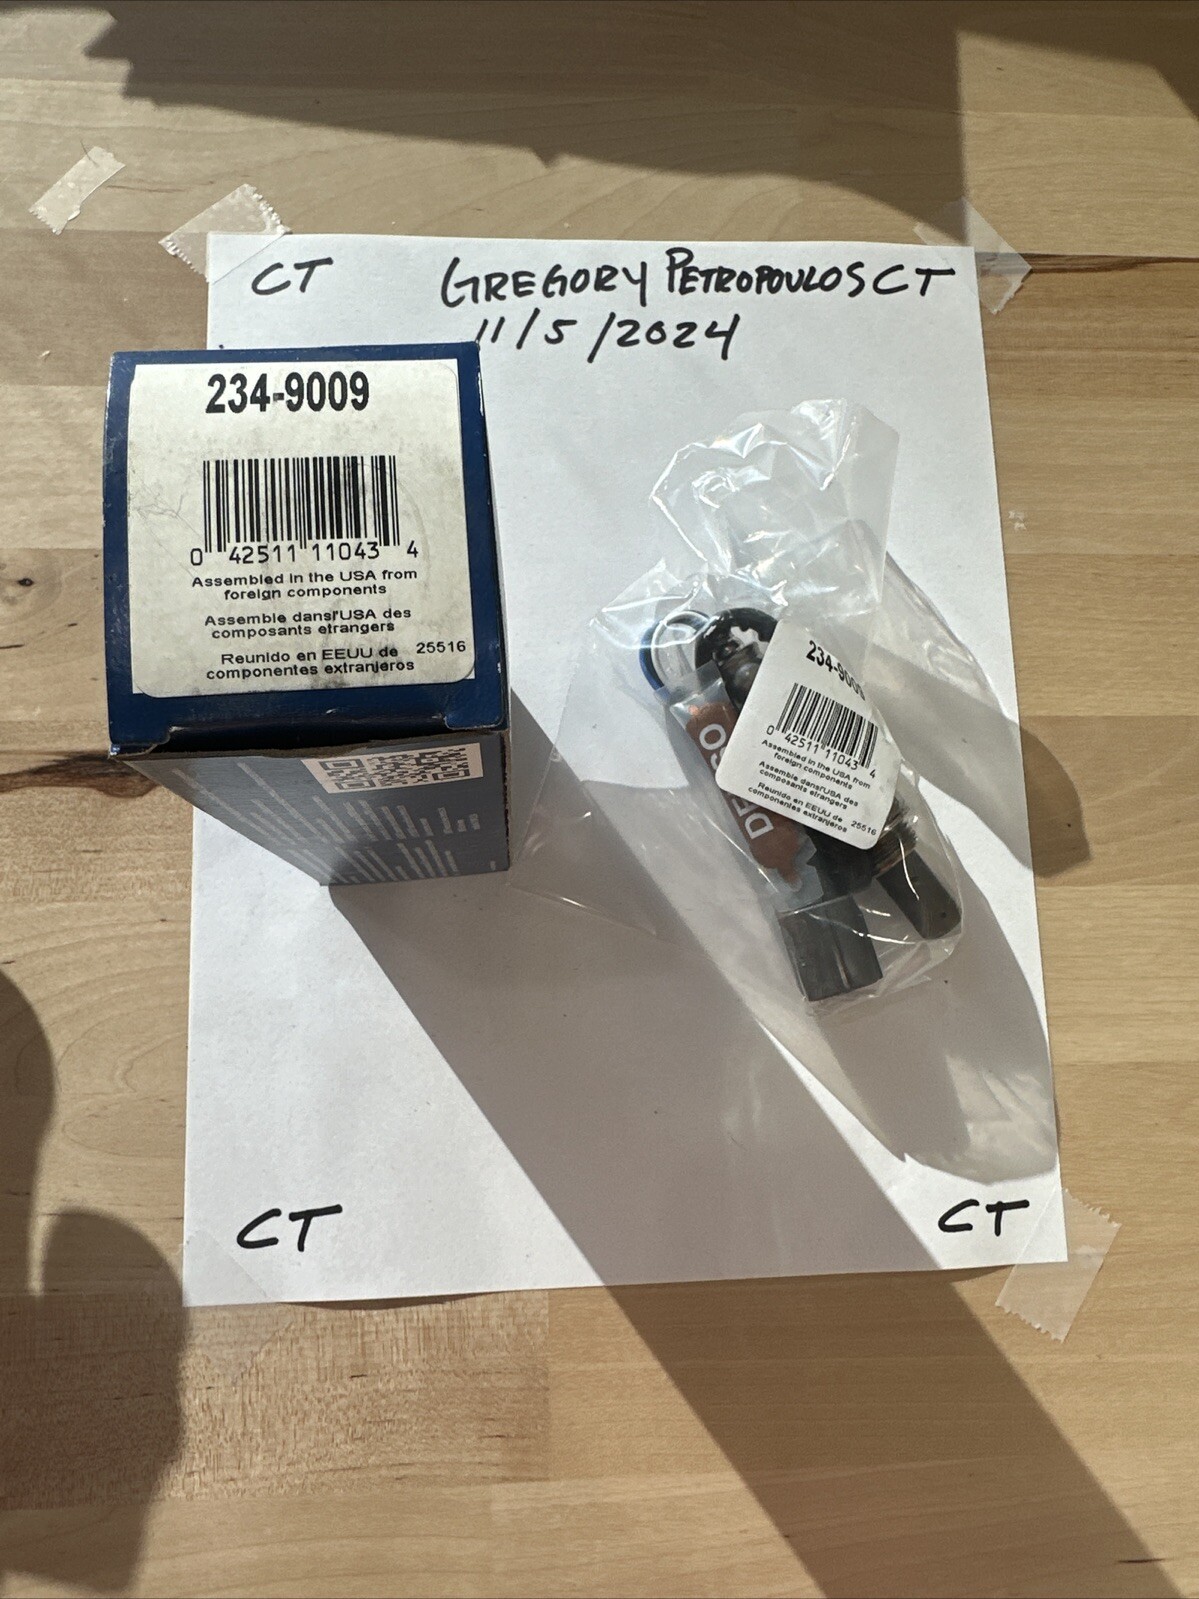 CT
GREGORY PETROPOULOS CT
11/5/2024
234-9009
0 42511 11043 4
Assembled in the USA from
foreign components
Assemble dansl'USA des
composants etrangers
Reunido en EEUU de 25516
componentes extranjeros
234-9009
0 42511 11043 4
Assembled in the USA from
foreign components
Assemble dansl'USA des
composants etrangers
Reunido en EEUU de 25516
componentes extranjeros
CT
CT